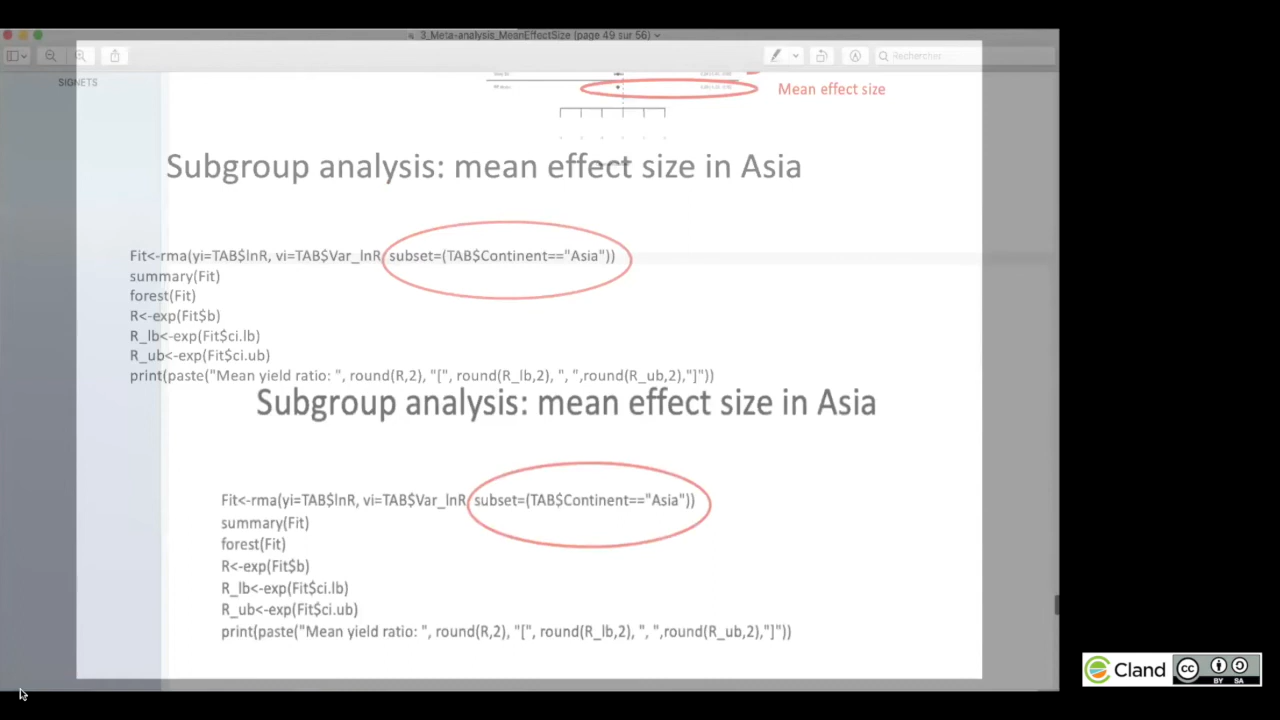 3_Meta-analysis_MeanEffectSize (page 49 sur 56)
Rechercher
SIGNETS
Mean effect size
Subgroup analysis: mean effect size in Asia
Fit<-rma(yi=TAB$lnR, vi=TAB$Var_lnR, subset=(TAB$Continent=="Asia"))
summary(Fit)
forest(Fit)
R<-exp(Fit$b)
R_lb<-exp(Fit$ci.lb)
R_ub<-exp(Fit$ci.ub)
print(paste("Mean yield ratio: ", round(R,2), "[", round(R_lb,2), ", ",round(R_ub,2),"]"))
Subgroup analysis: mean effect size in Asia
Fit<-rma(yi=TAB$lnR, vi=TAB$Var_lnR, subset=(TAB$Continent=="Asia"))
summary(Fit)
forest(Fit)
R<-exp(Fit$b)
R_lb<-exp(Fit$ci.lb)
R_ub<-exp(Fit$ci.ub)
print(paste("Mean yield ratio: ", round(R,2), "[", round(R_lb,2), ", ",round(R_ub,2),"]"))
Cland
cc
BY SA